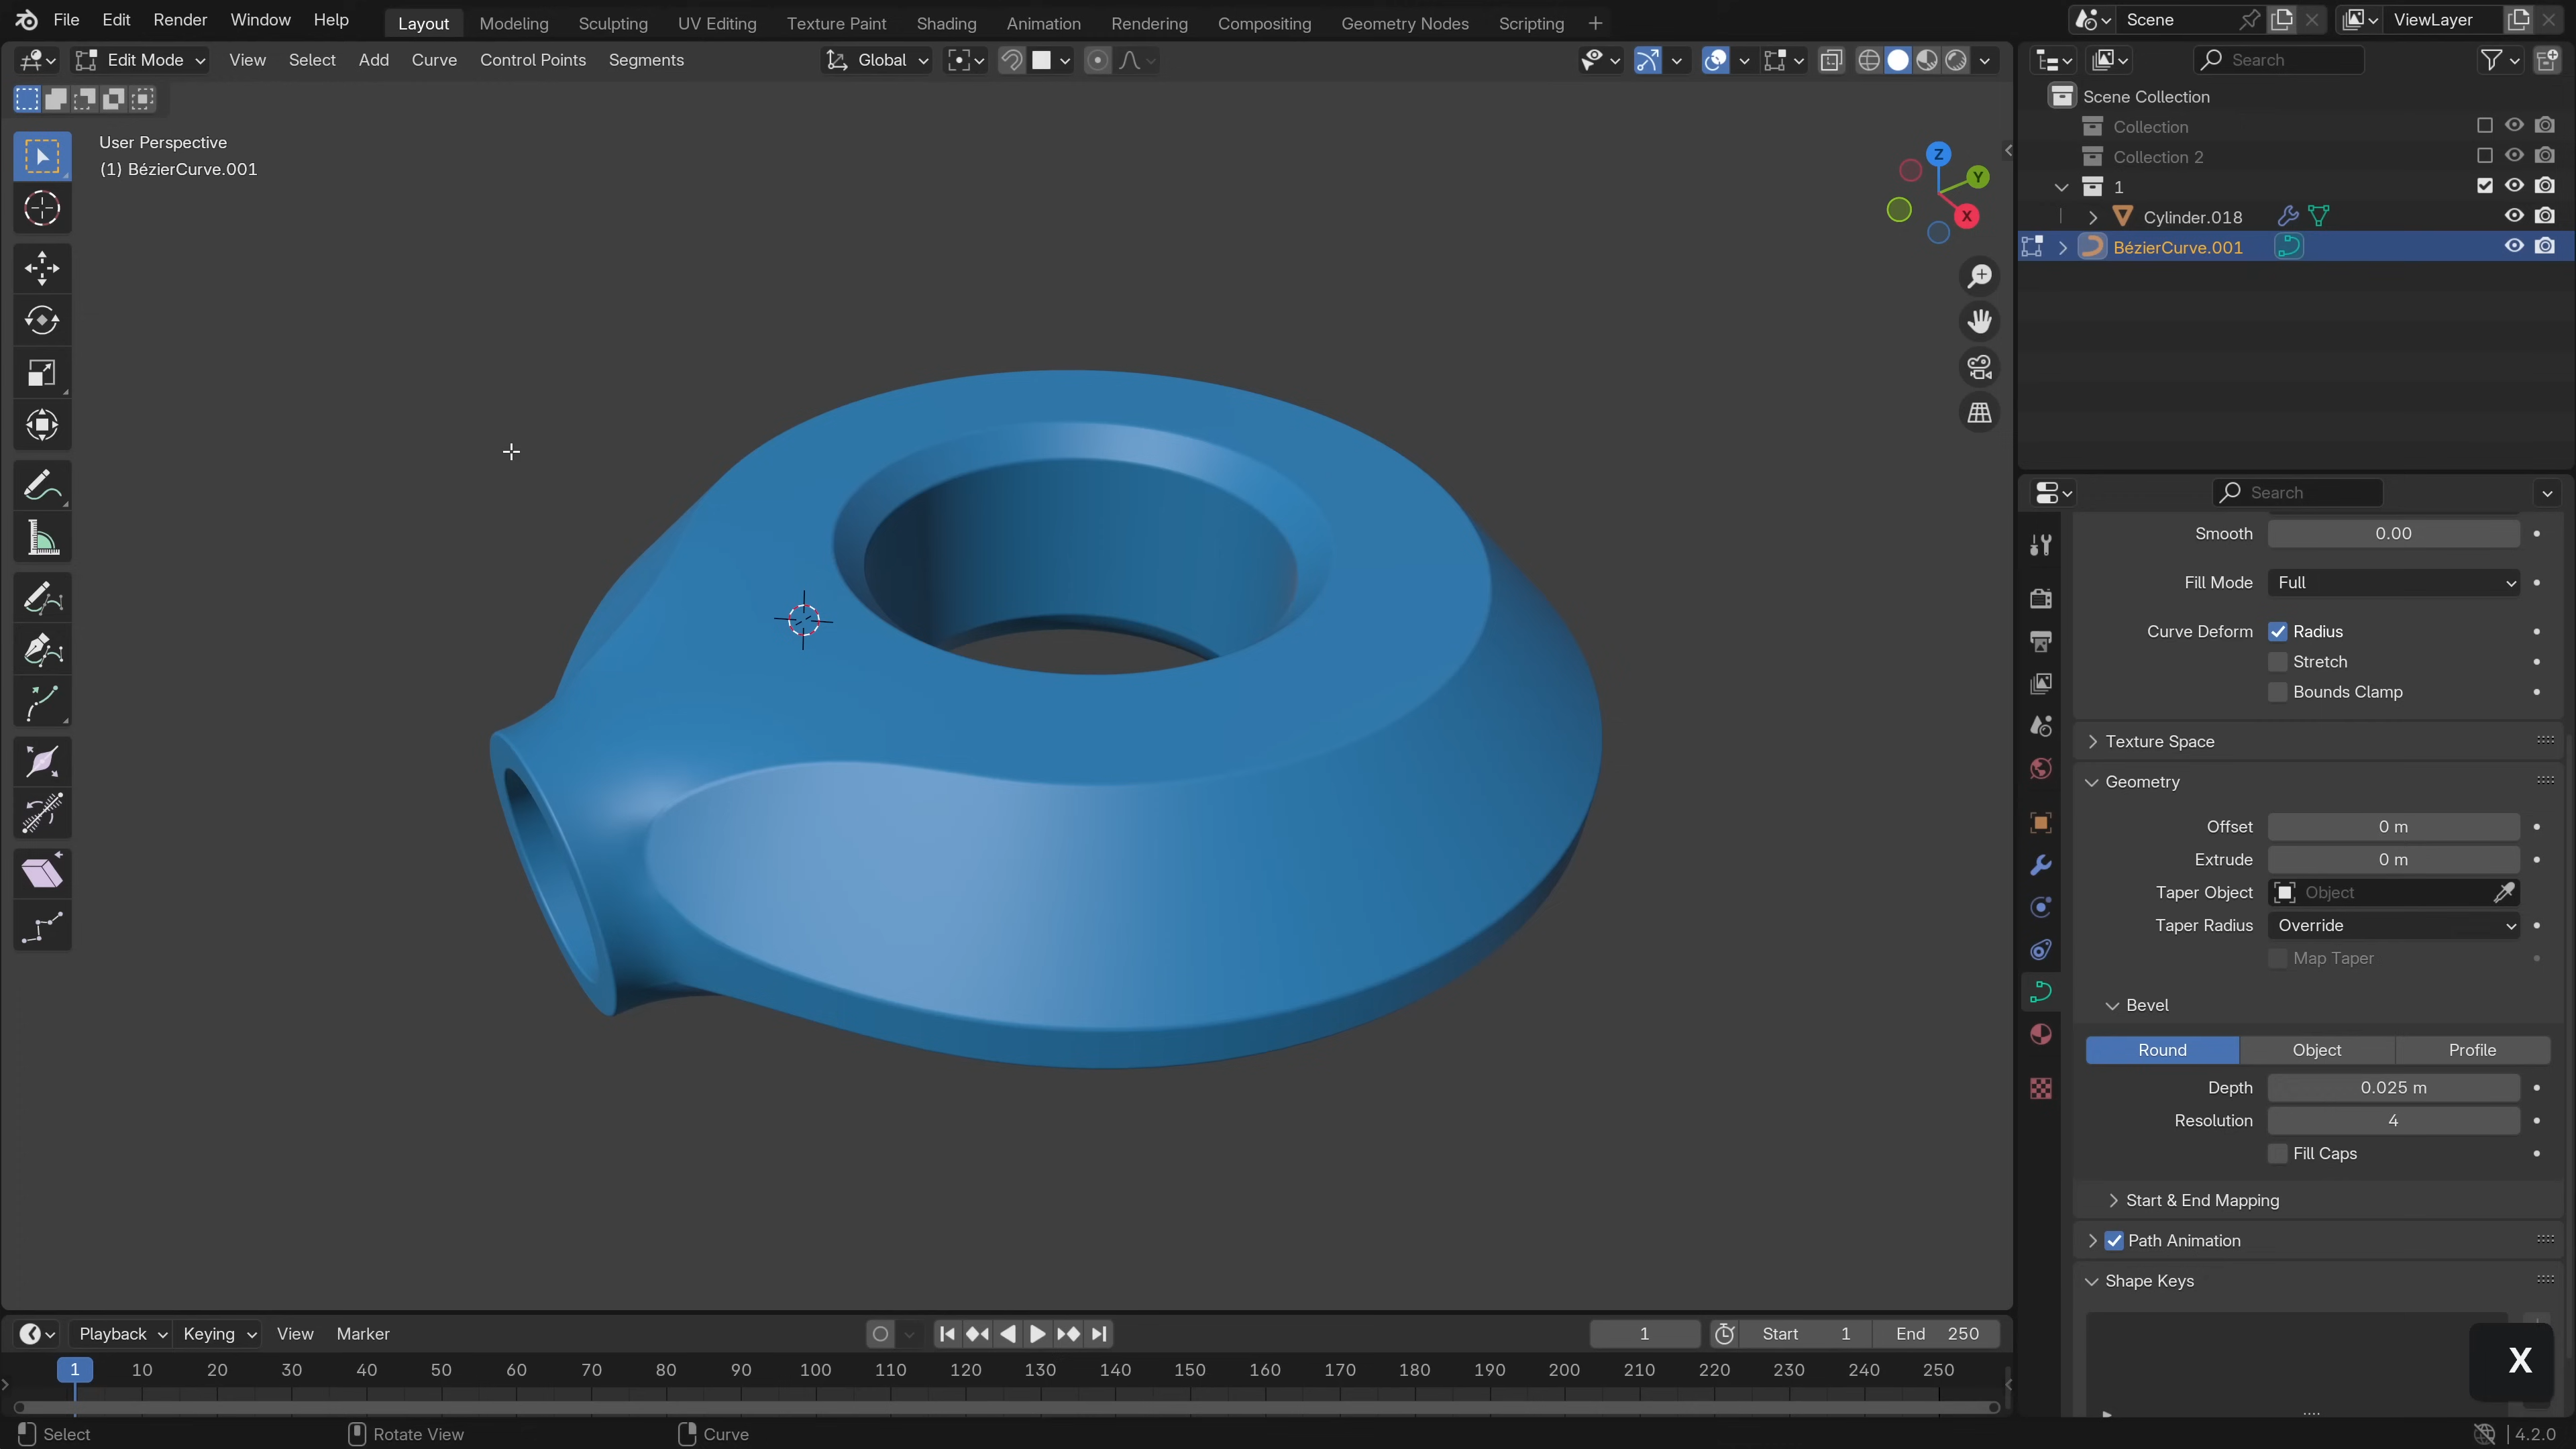 File Edit Render Window Help Layout Modeling Sculpting UV Editing Texture Paint Shading Animation Rendering Compositing Geometry Nodes Scripting + Scene ViewLayer
Edit Mode View Select Add Curve Control Points Segments Global Search
User Perspective
(1) BézierCurve.001
Z
Y
X
Scene Collection
Collection
Collection 2
1
Cylinder.018
BézierCurve.001
Search
Smooth 0.00
Fill Mode Full
Curve Deform Radius
Stretch
Bounds Clamp
Texture Space
Geometry
Offset 0 m
Extrude 0 m
Taper Object Object
Taper Radius Override
Map Taper
Bevel
Round Object Profile
Depth 0.025 m
Resolution 4
Fill Caps
Start & End Mapping
Path Animation
Shape Keys
X
Playback Keying View Marker 1 Start 1 End 250
1 10 20 30 40 50 60 70 80 90 100 110 120 130 140 150 160 170 180 190 200 210 220 230 240 250
Select Rotate View Curve 4.2.0